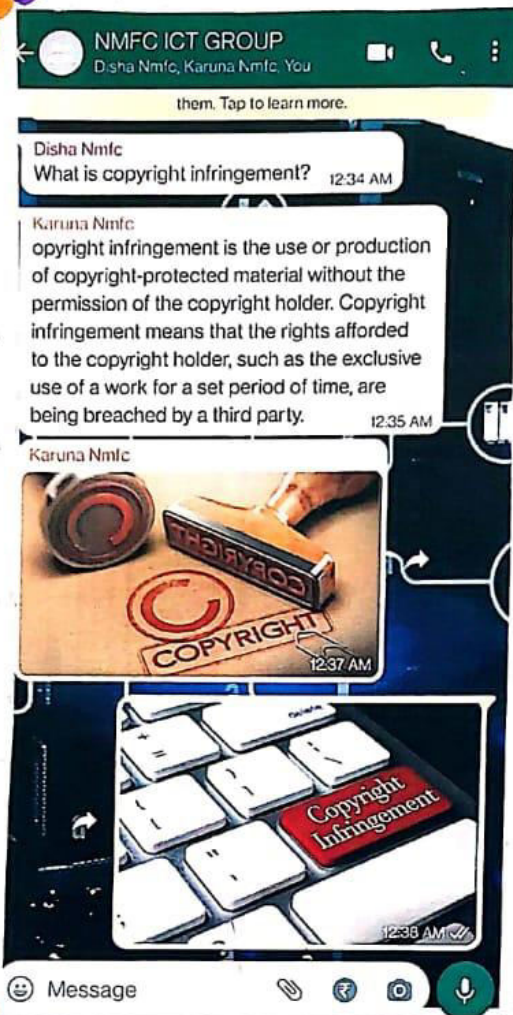 NMFC ICT GROUP
Disha Nmfc, Karuna Nmfc, You
them. Tap to learn more.
Disha Nmfc
What is copyright infringement? 12:34 AM
Karuna Nmfc
opyright infringement is the use or production
of copyright-protected material without the
permission of the copyright holder. Copyright
infringement means that the rights afforded
to the copyright holder, such as the exclusive
use of a work for a set period of time, are
being breached by a third party. 12:35 AM
Karuna Nmfc
COPYRIGHT
C
COPYRIGHT
12:37 AM
Delete
Copyright
Infringement
12:38 AM
Message